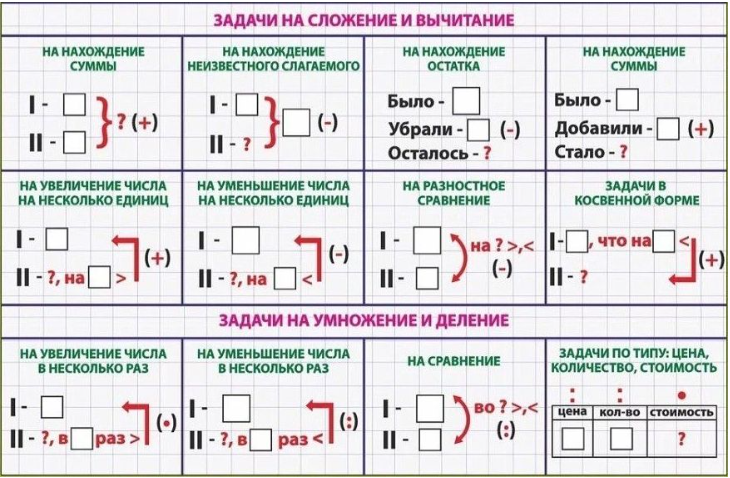 ЗАДАЧИ НА СЛОЖЕНИЕ И ВЫЧИТАНИЕ
НА НАХОЖДЕНИЕ
СУММЫ
I -
? (+)
II -
НА НАХОЖДЕНИЕ
НЕИЗВЕСТНОГО СЛАГАЕМОГО
I -
(-)
II - ?
НА НАХОЖДЕНИЕ
ОСТАТКА
Было -
Убрали - (-)
Осталось - ?
НА НАХОЖДЕНИЕ
СУММЫ
Было -
Добавили - (+)
Стало - ?
НА УВЕЛИЧЕНИЕ ЧИСЛА
НА НЕСКОЛЬКО ЕДИНИЦ
I -
(+)
II - ?, на >
НА УМЕНЬШЕНИЕ ЧИСЛА
НА НЕСКОЛЬКО ЕДИНИЦ
I -
(-)
II - ?, на <
НА РАЗНОСТНОЕ
СРАВНЕНИЕ
I -
на ? >,<
(-)
II -
ЗАДАЧИ В
КОСВЕННОЙ ФОРМЕ
I - , что на <
(+)
II - ?
ЗАДАЧИ НА УМНОЖЕНИЕ И ДЕЛЕНИЕ
НА УВЕЛИЧЕНИЕ ЧИСЛА
В НЕСКОЛЬКО РАЗ
I -
(•)
II - ?, в раз >
НА УМЕНЬШЕНИЕ ЧИСЛА
В НЕСКОЛЬКО РАЗ
I -
(:)
II - ?, в раз <
НА СРАВНЕНИЕ
I -
во ? >,<
(:)
II -
ЗАДАЧИ ПО ТИПУ: ЦЕНА,
КОЛИЧЕСТВО, СТОИМОСТЬ
: : •
цена кол-во стоимость
?